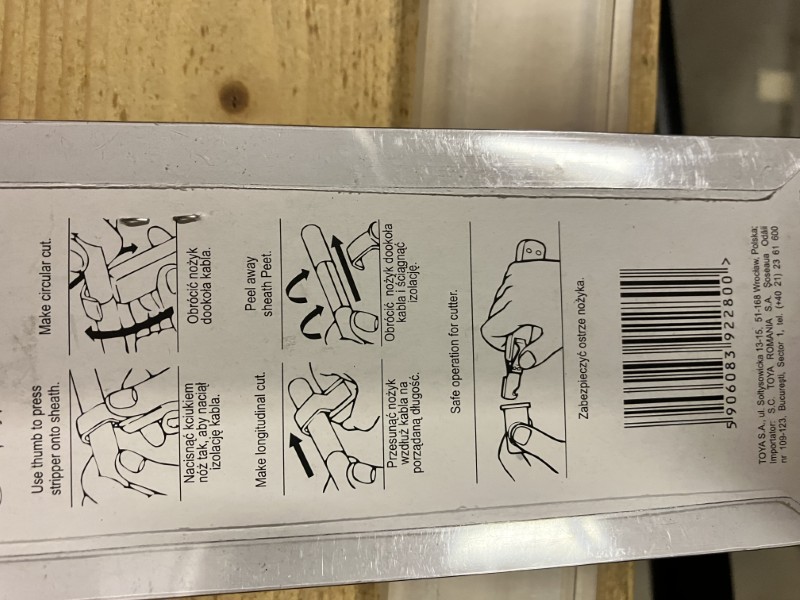 Use thumb to press
stripper onto sheath.
Nacisnąć kciukiem
nóż tak, aby naciął
izolację kabla.
Make circular cut.
Obrócić nożyk
dookoła kabla.
Make longitudinal cut.
Przesunąć nożyk
wzdłuż kabla na
porządaną długość.
Peel away
sheath Peet.
Obrócić nożyk dookoła
kabla i ściągnąć
izolację.
Safe operation for cutter.
Zabezpieczyć ostrze nożyka.
5 906083 922800 >
TOYA S.A., ul. Sołtysowicka 13-15, 51-168 Wrocław, Polska;
Importator: S.C. TOYA ROMANIA S.A. Soseaua Odăii
nr 109-123, Bucureşti, Sector 1, tel. (+40 21) 23 61 600